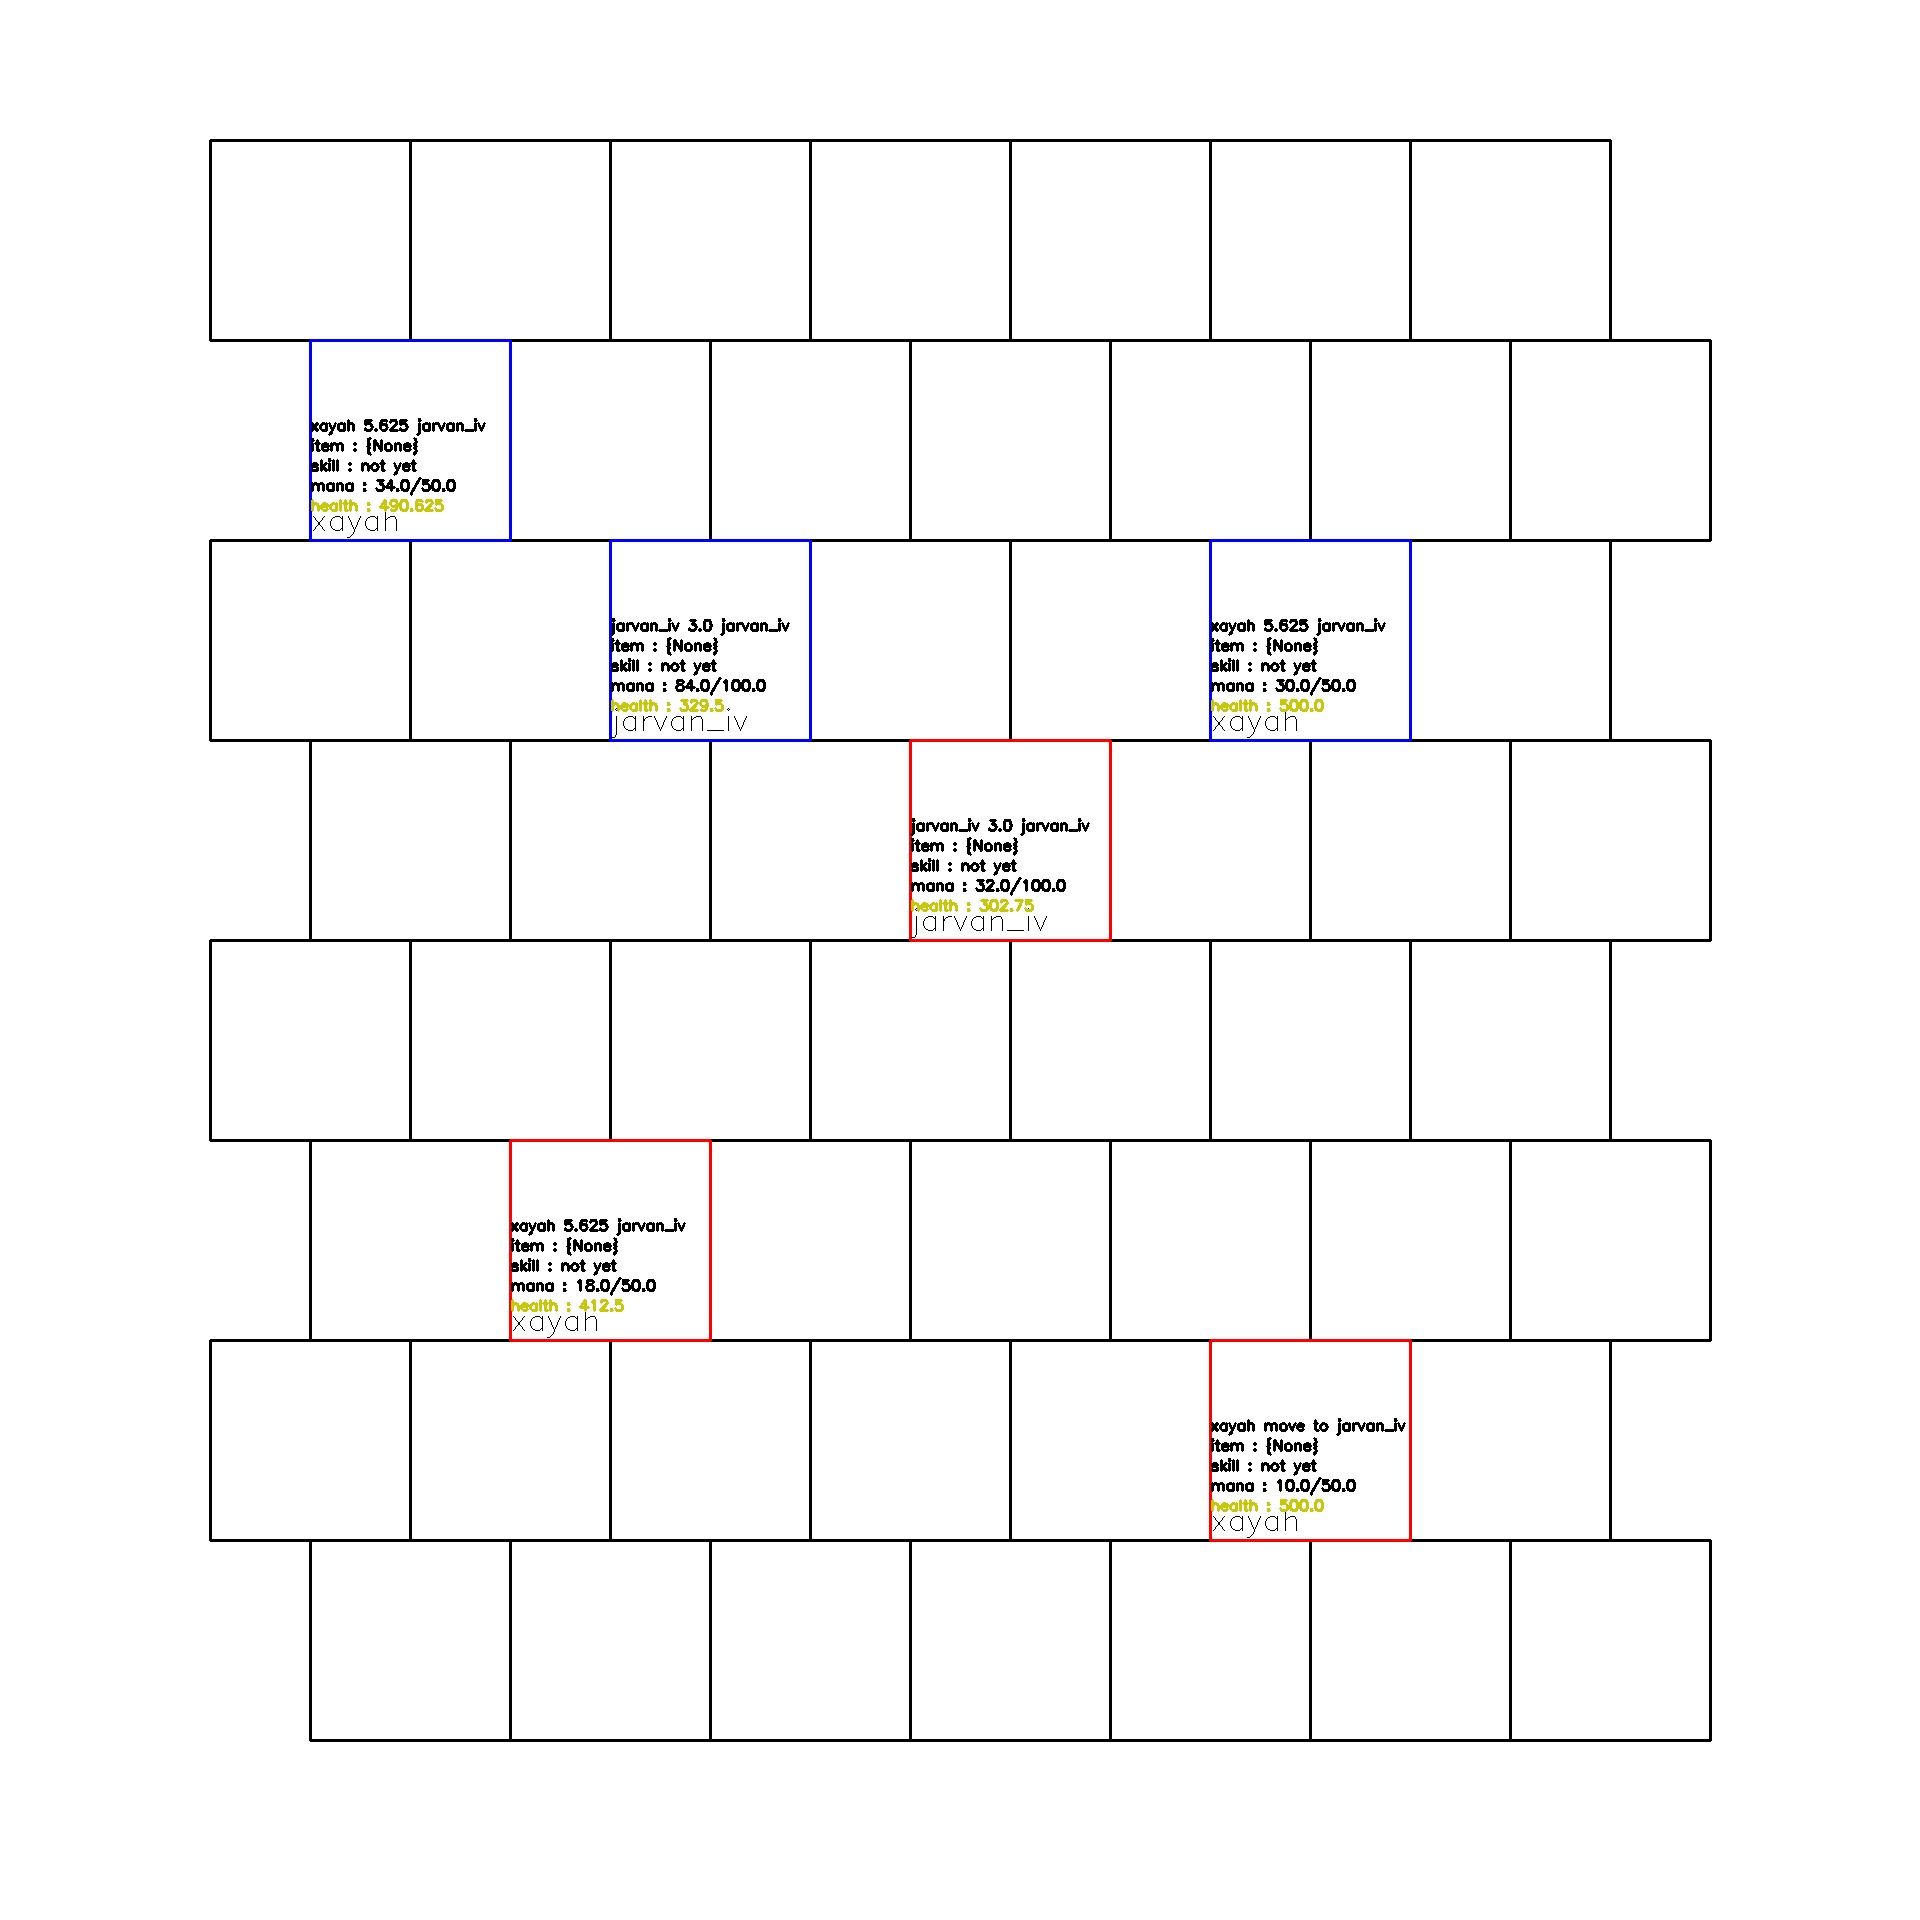 xayah 5.625 jarvan_iv
item : {None}
skill : not yet
mana : 34.0/50.0
health : 490.625
xayah
jarvan_iv 3.0 jarvan_iv
item : {None}
skill : not yet
mana : 84.0/100.0
health : 329.5
jarvan_iv
xayah 5.625 jarvan_iv
item : {None}
skill : not yet
mana : 30.0/50.0
health : 500.0
xayah
jarvan_iv 3.0 jarvan_iv
item : {None}
skill : not yet
mana : 32.0/100.0
health : 302.75
jarvan_iv
xayah 5.625 jarvan_iv
item : {None}
skill : not yet
mana : 18.0/50.0
health : 412.5
xayah
xayah move to jarvan_iv
item : {None}
skill : not yet
mana : 10.0/50.0
health : 500.0
xayah